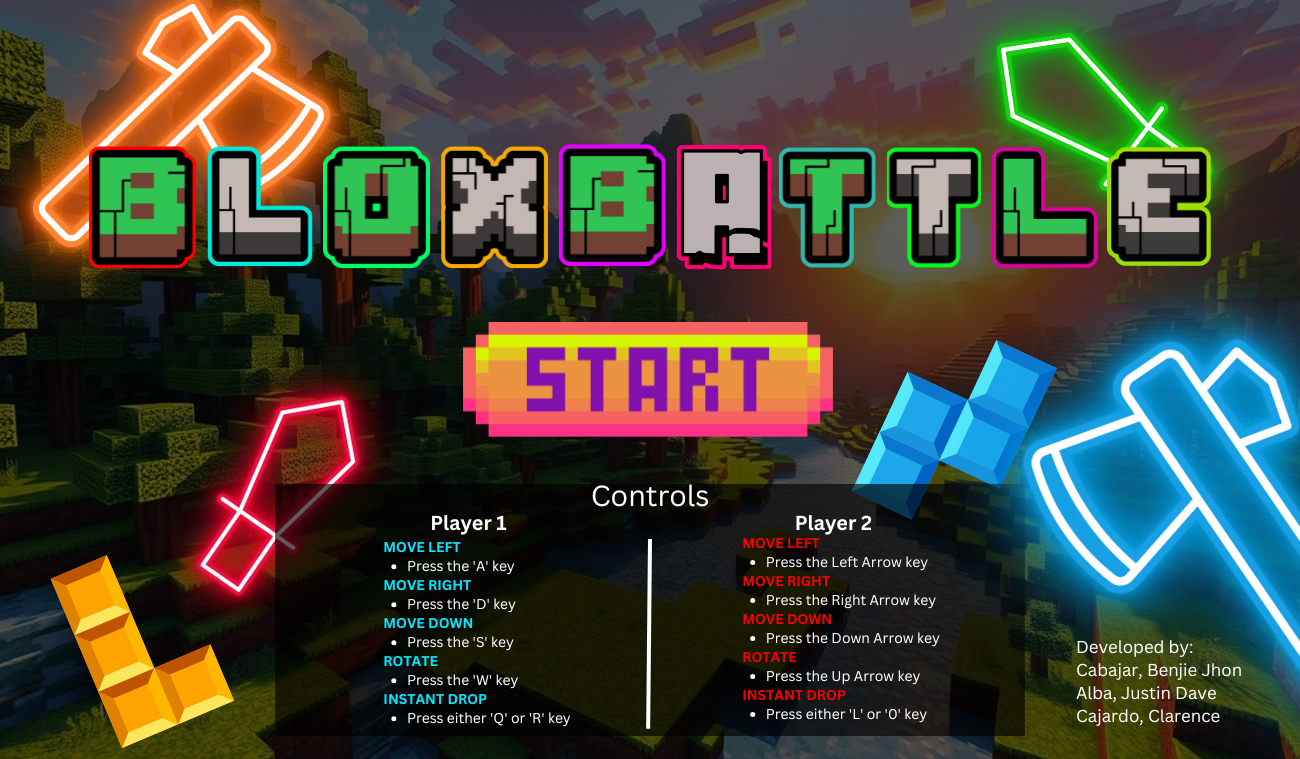 BLOXBATTLE
START
Controls
Player 1
MOVE LEFT
• Press the 'A' key
MOVE RIGHT
• Press the 'D' key
MOVE DOWN
• Press the 'S' key
ROTATE
• Press the 'W' key
INSTANT DROP
• Press either 'Q' or 'R' key
Player 2
MOVE LEFT
• Press the Left Arrow key
MOVE RIGHT
• Press the Right Arrow key
MOVE DOWN
• Press the Down Arrow key
ROTATE
• Press the Up Arrow key
INSTANT DROP
• Press either 'L' or 'O' key
Developed by:
Cabajar, Benjie Jhon
Alba, Justin Dave
Cajardo, Clarence